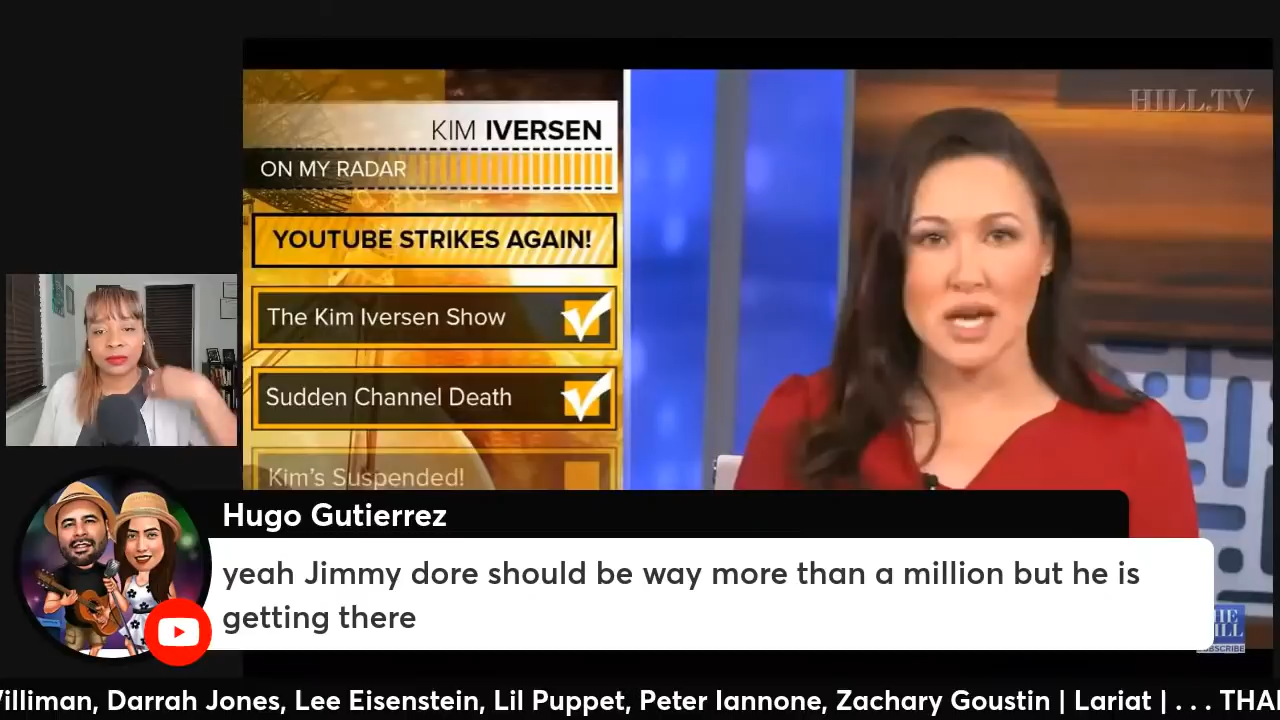 HILL.TV
KIM IVERSEN
ON MY RADAR
YOUTUBE STRIKES AGAIN!
The Kim Iversen Show
Sudden Channel Death
Kim's Suspended!
Hugo Gutierrez
yeah Jimmy dore should be way more than a million but he is
getting there
SUBSCRIBE
Darrah Jones, Lee Eisenstein, Lil Puppet, Peter Iannone, Zachary Goustin | Lariat | . . .